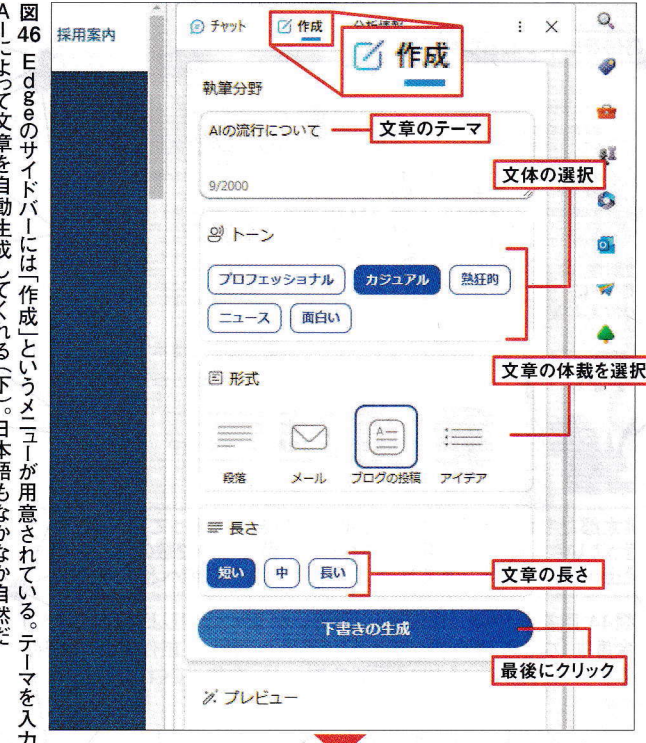 図46 Edgeのサイドバーには「作成」というメニューが用意されている。テーマを入力
AIによって文章を自動生成してくれる(下)。日本語もなかなか自然だ
採用案内
チャット
作成
作成
執筆分野
AIの流行について
文章のテーマ
9/2000
文体の選択
トーン
プロフェッショナル
カジュアル
熱狂的
ニュース
面白い
形式
文章の体裁を選択
段落
メール
ブログの投稿
アイデア
長さ
短い
中
長い
文章の長さ
下書きの生成
最後にクリック
プレビュー